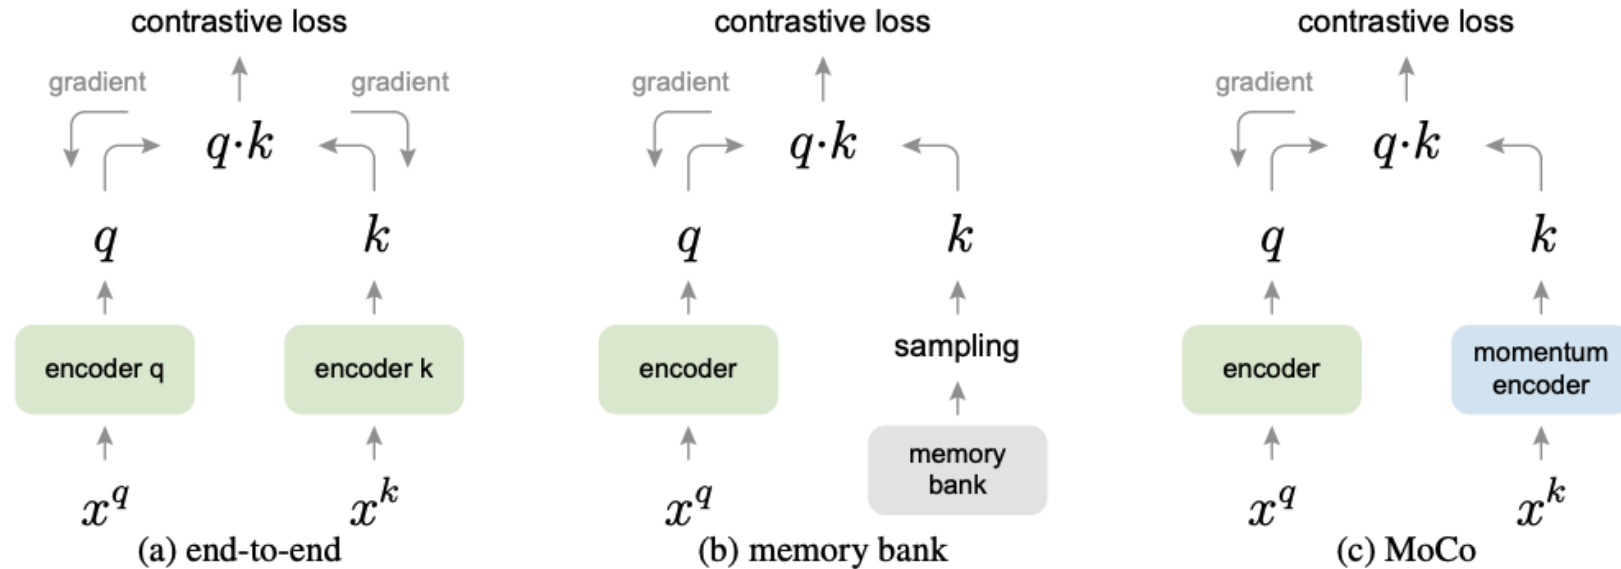 contrastive loss
gradient
gradient
q·k
q
k
encoder q
encoder k
x^q
x^k
(a) end-to-end
contrastive loss
gradient
q·k
q
k
encoder
sampling
memory
bank
x^q
(b) memory bank
contrastive loss
gradient
q·k
q
k
encoder
momentum
encoder
x^q
x^k
(c) MoCo